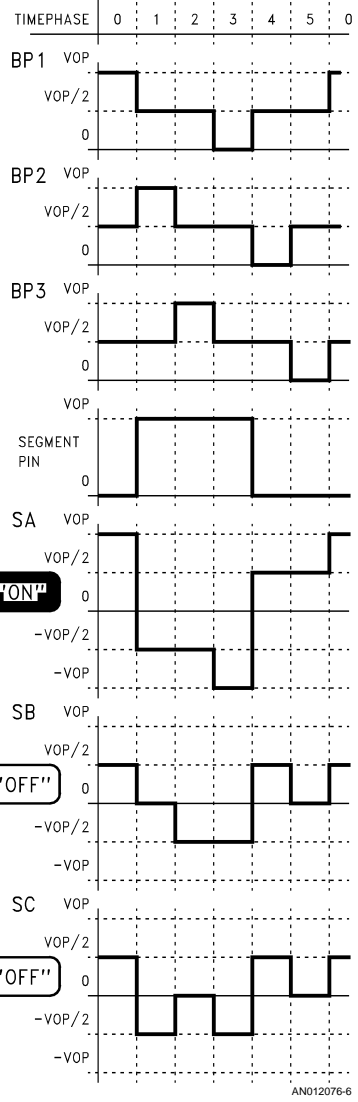 TIMEPHASE 0 1 2 3 4 5 0
BP1 VOP
VOP/2
0
BP2 VOP
VOP/2
0
BP3 VOP
VOP/2
0
VOP
SEGMENT
PIN
0
SA VOP
VOP/2
"ON" 0
-VOP/2
-VOP
SB VOP
VOP/2
"OFF" 0
-VOP/2
-VOP
SC VOP
VOP/2
"OFF" 0
-VOP/2
-VOP
AN012076-6